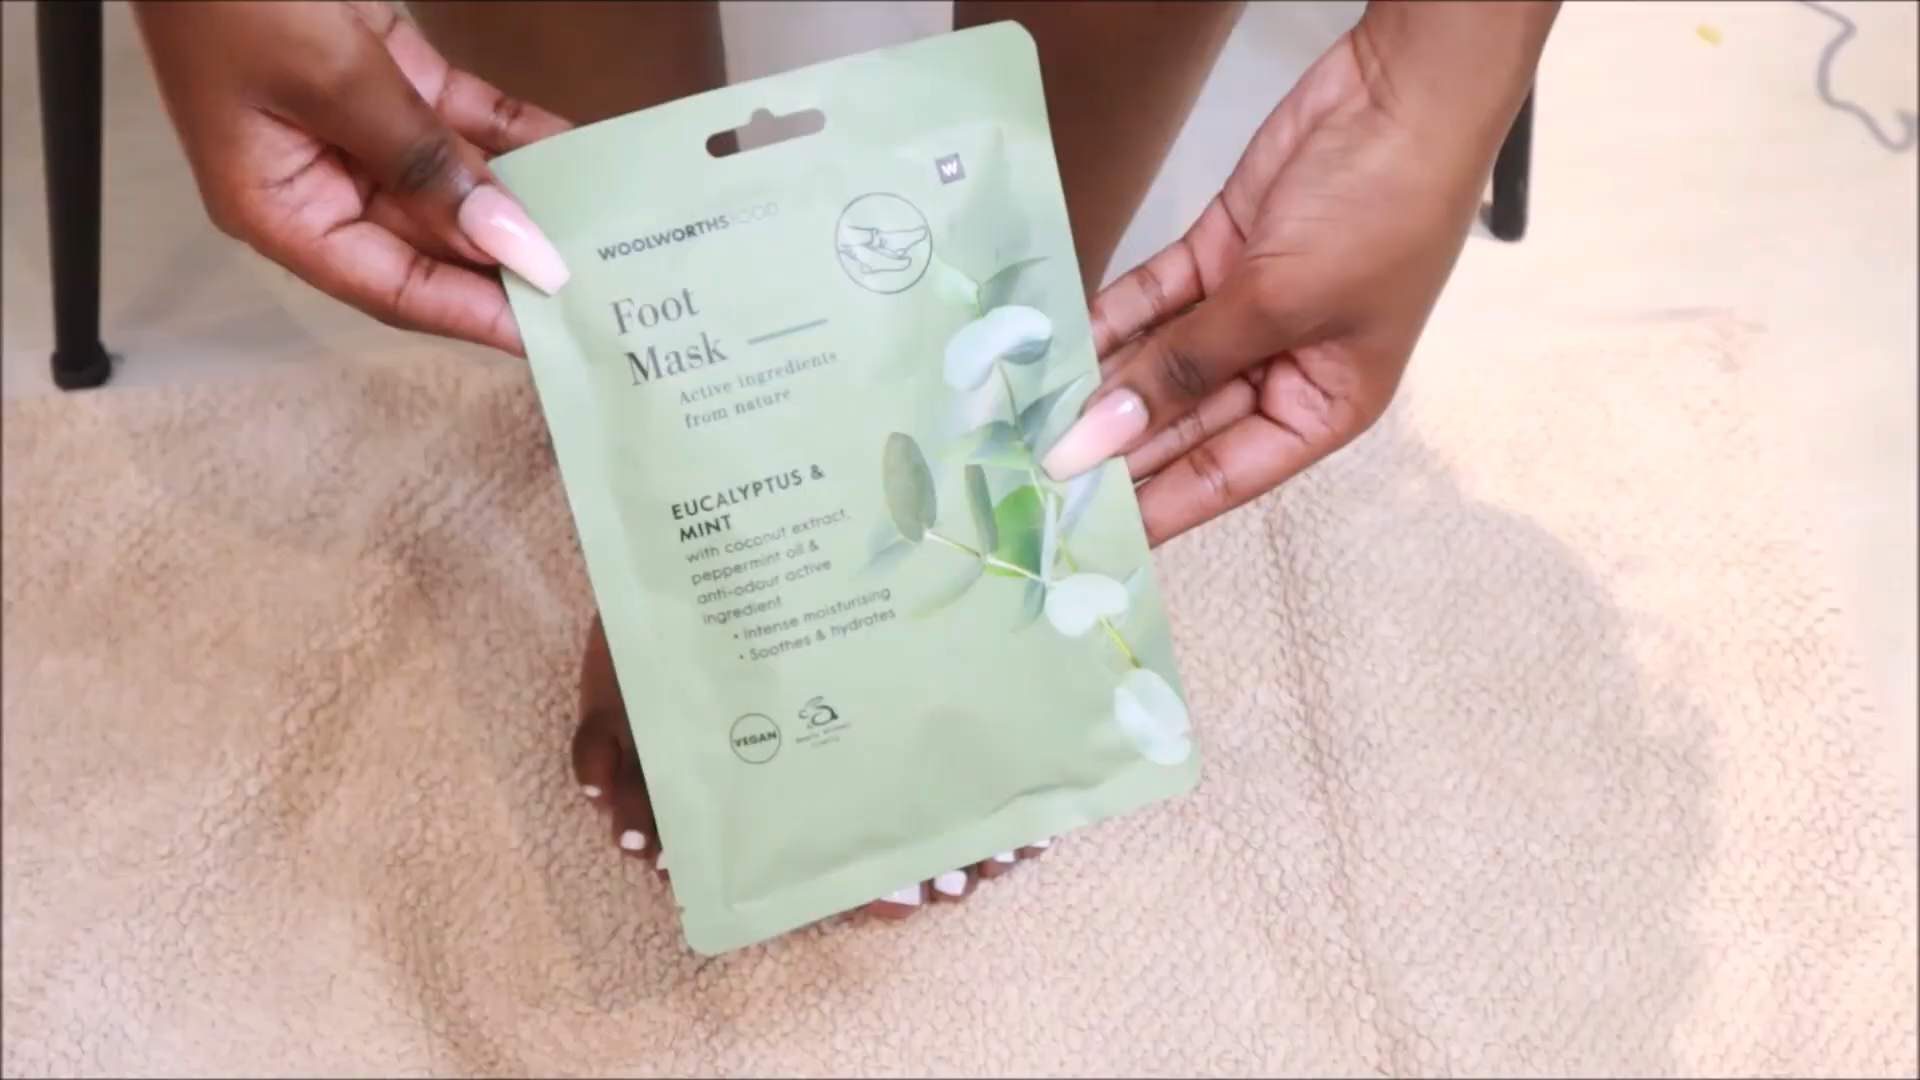 W
WOOLWORTHS FOOD
Foot
Mask
Active ingredients
from nature
EUCALYPTUS &
MINT
with coconut extract,
peppermint oil &
anti-odour active
ingredient
• Intense moisturising
• Soothes & hydrates
VEGAN